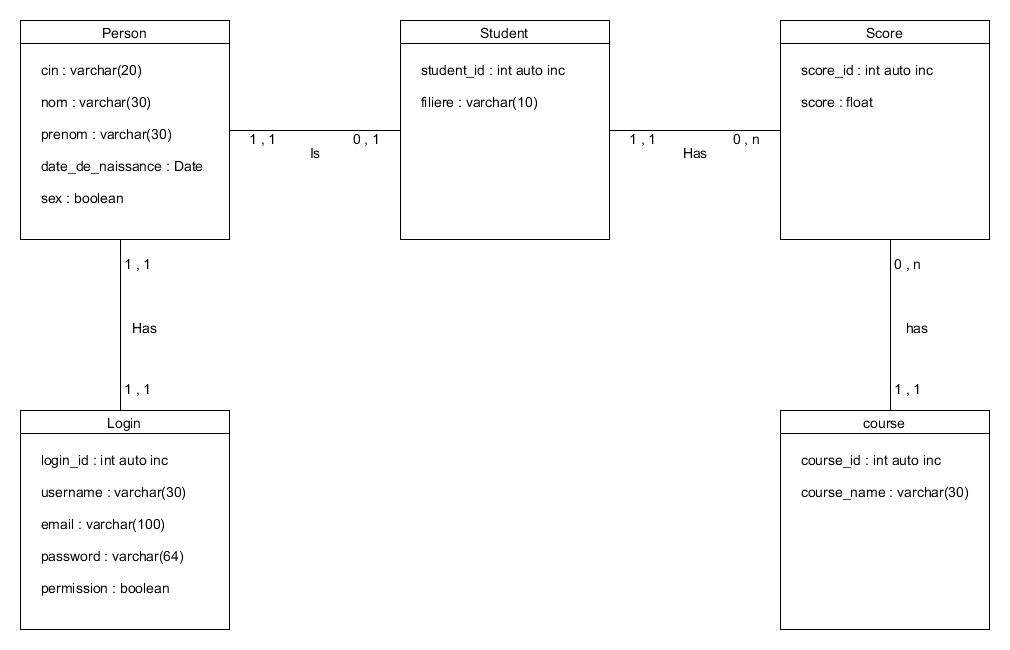 Person
cin : varchar(20)
nom : varchar(30)
prenom : varchar(30)
date_de_naissance : Date
sex : boolean
1 , 1
0 , 1
Is
Student
student_id : int auto inc
filiere : varchar(10)
1 , 1
0 , n
Has
Score
score_id : int auto inc
score : float
1 , 1
Has
1 , 1
0 , n
has
1 , 1
Login
login_id : int auto inc
username : varchar(30)
email : varchar(100)
password : varchar(64)
permission : boolean
course
course_id : int auto inc
course_name : varchar(30)